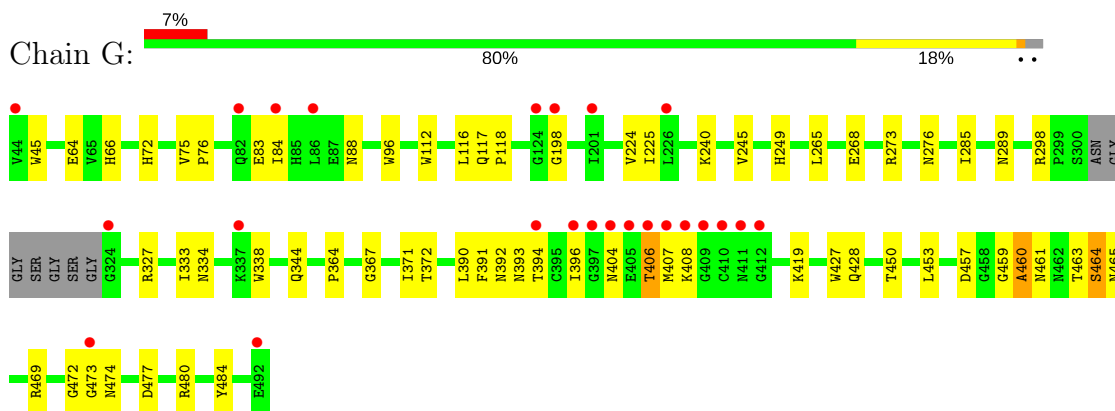 7%
Chain G:
80% 18% ..
V44 W45 E64 V65 H66 H72 V75 P76 Q82 E83 I84 H85 L86 E87 N88 W96 W112 L116 Q117 P118 G124 G198 I201 V224 I225 L226 K240 V245 H249 L265 E268 R273 N276 I285 N289 R298 P299 S300 ASN GLY
GLY SER GLY SER GLY G324 R327 I333 N334 K337 W338 Q344 P364 G367 I371 T372 L390 F391 N392 N393 T394 C395 I396 G397 N404 E405 T406 M407 K408 G409 C410 N411 G412 K419 W427 Q428 T450 L453 D457 G458 G459 A460 N461 N462 T463 S464 N465
R469 G472 G473 N474 D477 R480 Y484 E492